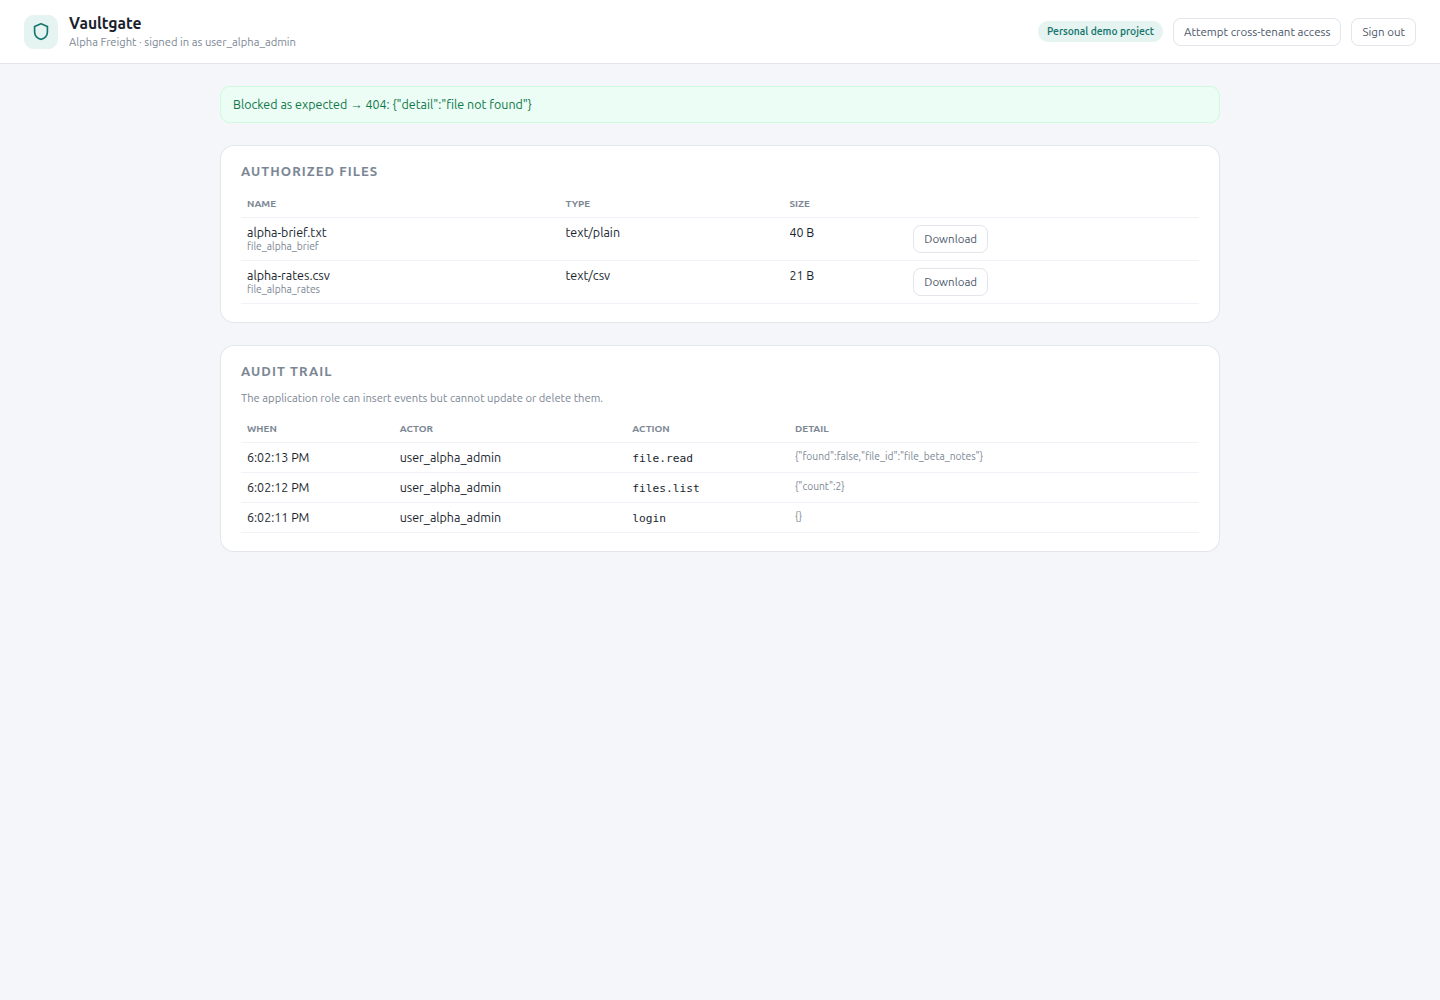 Vaultgate
Alpha Freight · signed in as user_alpha_admin
Personal demo project
Attempt cross-tenant access
Sign out
Blocked as expected → 404: {"detail":"file not found"}
AUTHORIZED FILES
NAME TYPE SIZE
alpha-brief.txt text/plain 40 B Download
file_alpha_brief
alpha-rates.csv text/csv 21 B Download
file_alpha_rates
AUDIT TRAIL
The application role can insert events but cannot update or delete them.
WHEN ACTOR ACTION DETAIL
6:02:13 PM user_alpha_admin file.read {"found":false,"file_id":"file_beta_notes"}
6:02:12 PM user_alpha_admin files.list {"count":2}
6:02:11 PM user_alpha_admin login {}